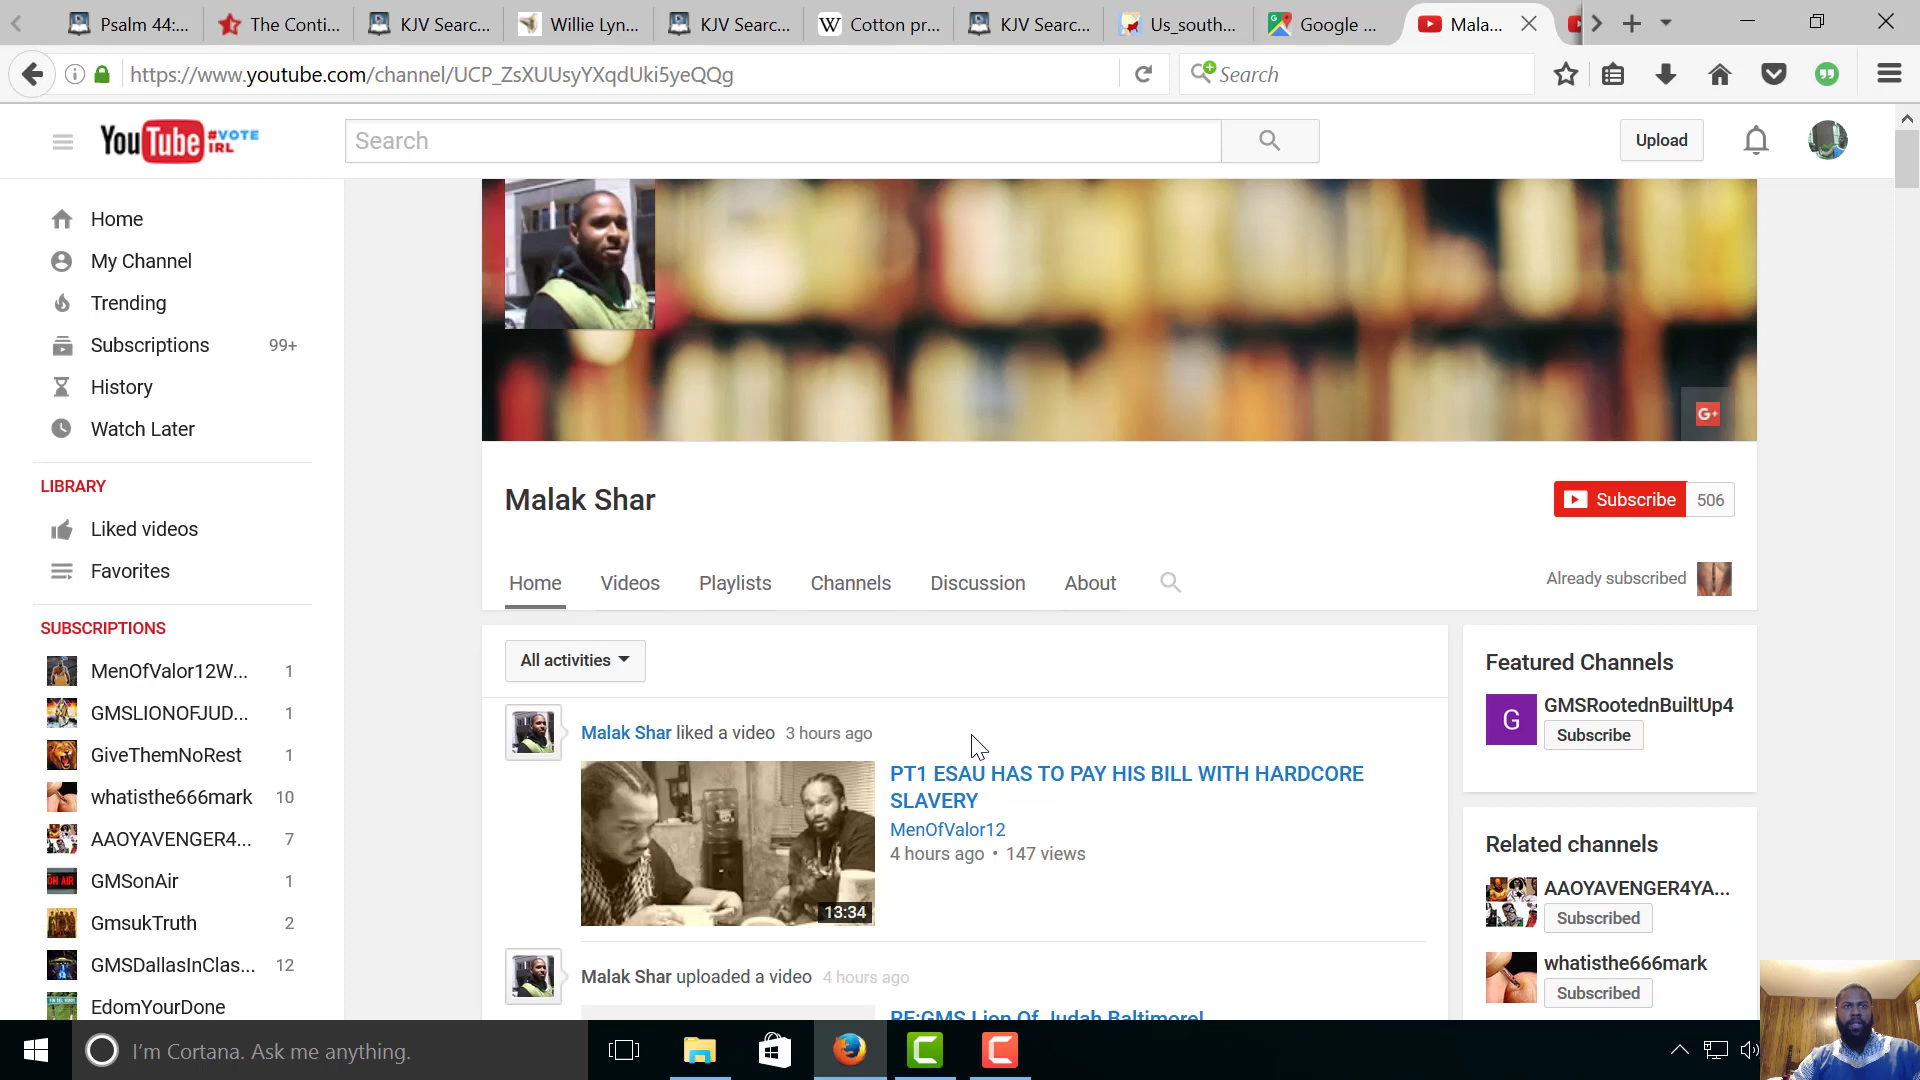 Psalm 44:...
The Conti...
KJV Searc...
Willie Lyn...
KJV Searc...
Cotton pr...
KJV Searc...
Us_south...
Google ...
Mala...
https://www.youtube.com/channel/UCP_ZsXUUsyYXqdUki5yeQQg
Search
YouTube #VOTE IRL
Search
Upload
Home
My Channel
Trending
Subscriptions 99+
History
Watch Later
LIBRARY
Liked videos
Favorites
SUBSCRIPTIONS
MenOfValor12W... 1
GMSLIONOFJUD... 1
GiveThemNoRest 1
whatisthe666mark 10
AAOYAVENGER4... 7
GMSonAir 1
GmsukTruth 2
GMSDallasInClas... 12
EdomYourDone
ON AIR
G+
Malak Shar
Subscribe 506
Home Videos Playlists Channels Discussion About
Already subscribed
All activities
Malak Shar liked a video 3 hours ago
PT1 ESAU HAS TO PAY HIS BILL WITH HARDCORE
SLAVERY
MenOfValor12
4 hours ago • 147 views
13:34
Malak Shar uploaded a video 4 hours ago
RE:GMS Lion Of Judah Baltimore!
Featured Channels
G
GMSRootednBuiltUp4
Subscribe
Related channels
AAOYAVENGER4YA...
Subscribed
whatisthe666mark
Subscribed
I'm Cortana. Ask me anything.